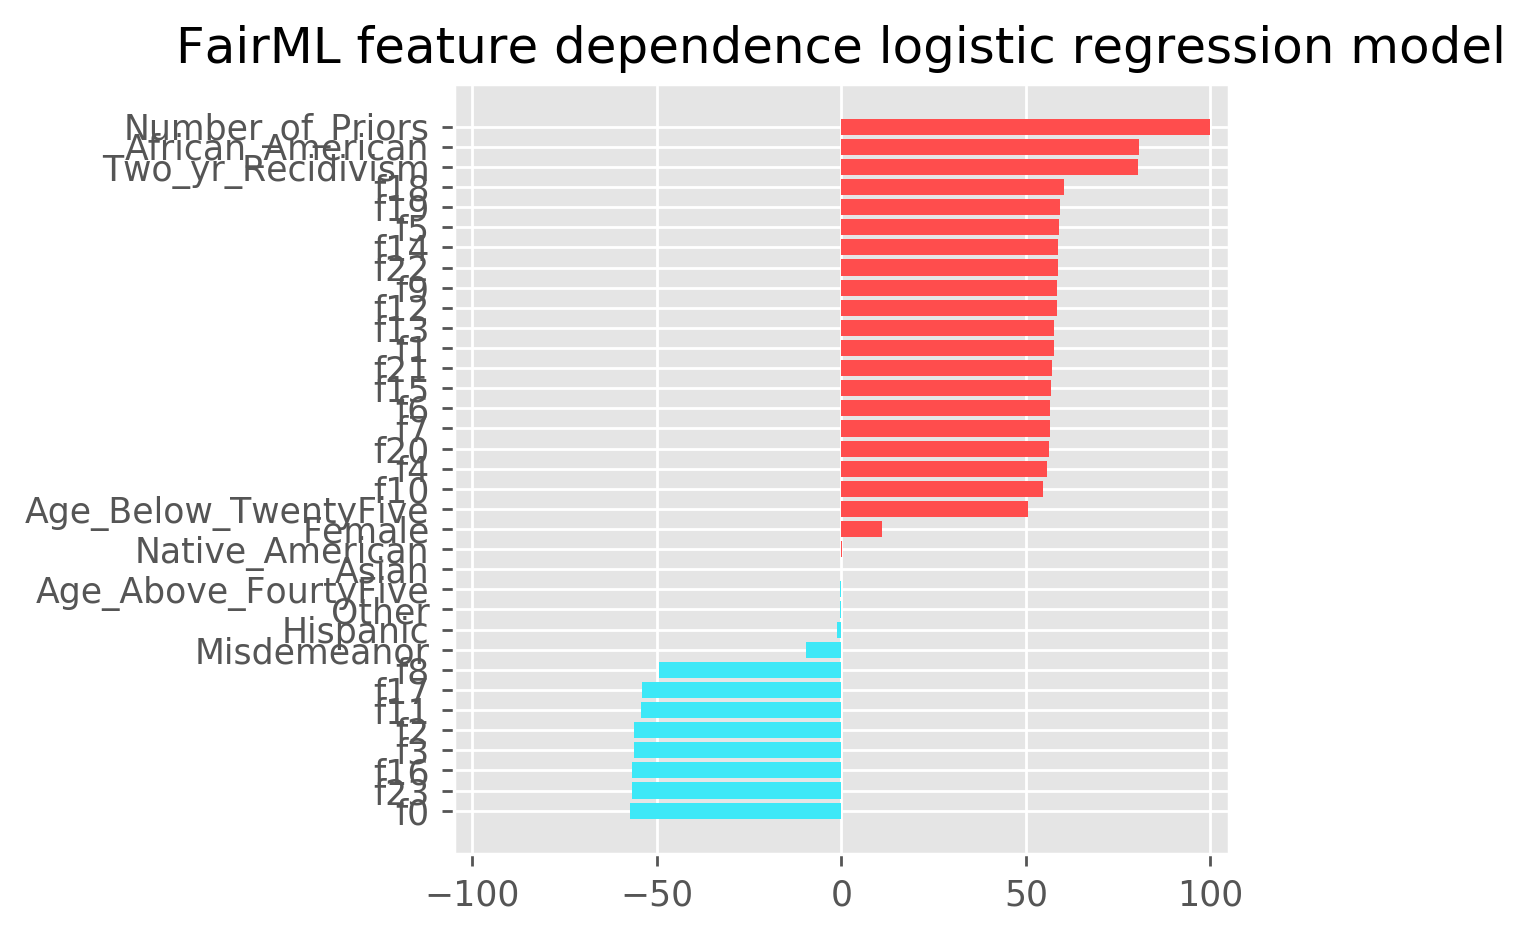 FairML feature dependence logistic regression model
Number_of_Priors
African_American
Two_yr_Recidivism
f18
f19
f5
f14
f22
f9
f12
f13
f1
f21
f15
f6
f7
f20
f4
f10
Age_Below_TwentyFive
Female
Native_American
Asian
Age_Above_FourtyFive
Other
Hispanic
Misdemeanor
f8
f17
f11
f2
f3
f16
f23
f0
−100 −50 0 50 100